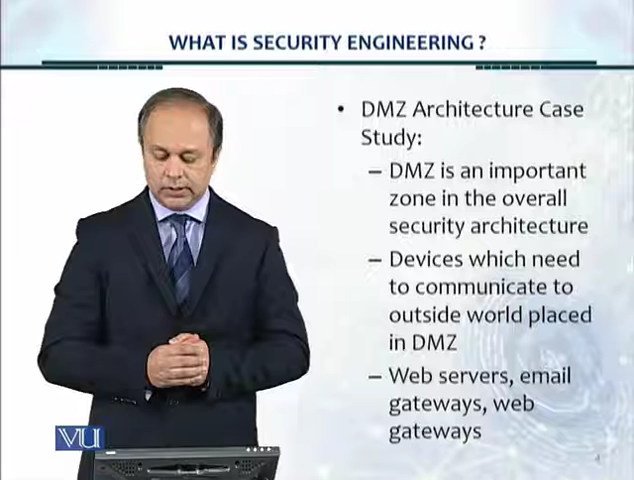 WHAT IS SECURITY ENGINEERING ?
• DMZ Architecture Case
Study:
– DMZ is an important
zone in the overall
security architecture
– Devices which need
to communicate to
outside world placed
in DMZ
– Web servers, email
gateways, web
gateways
VU
4